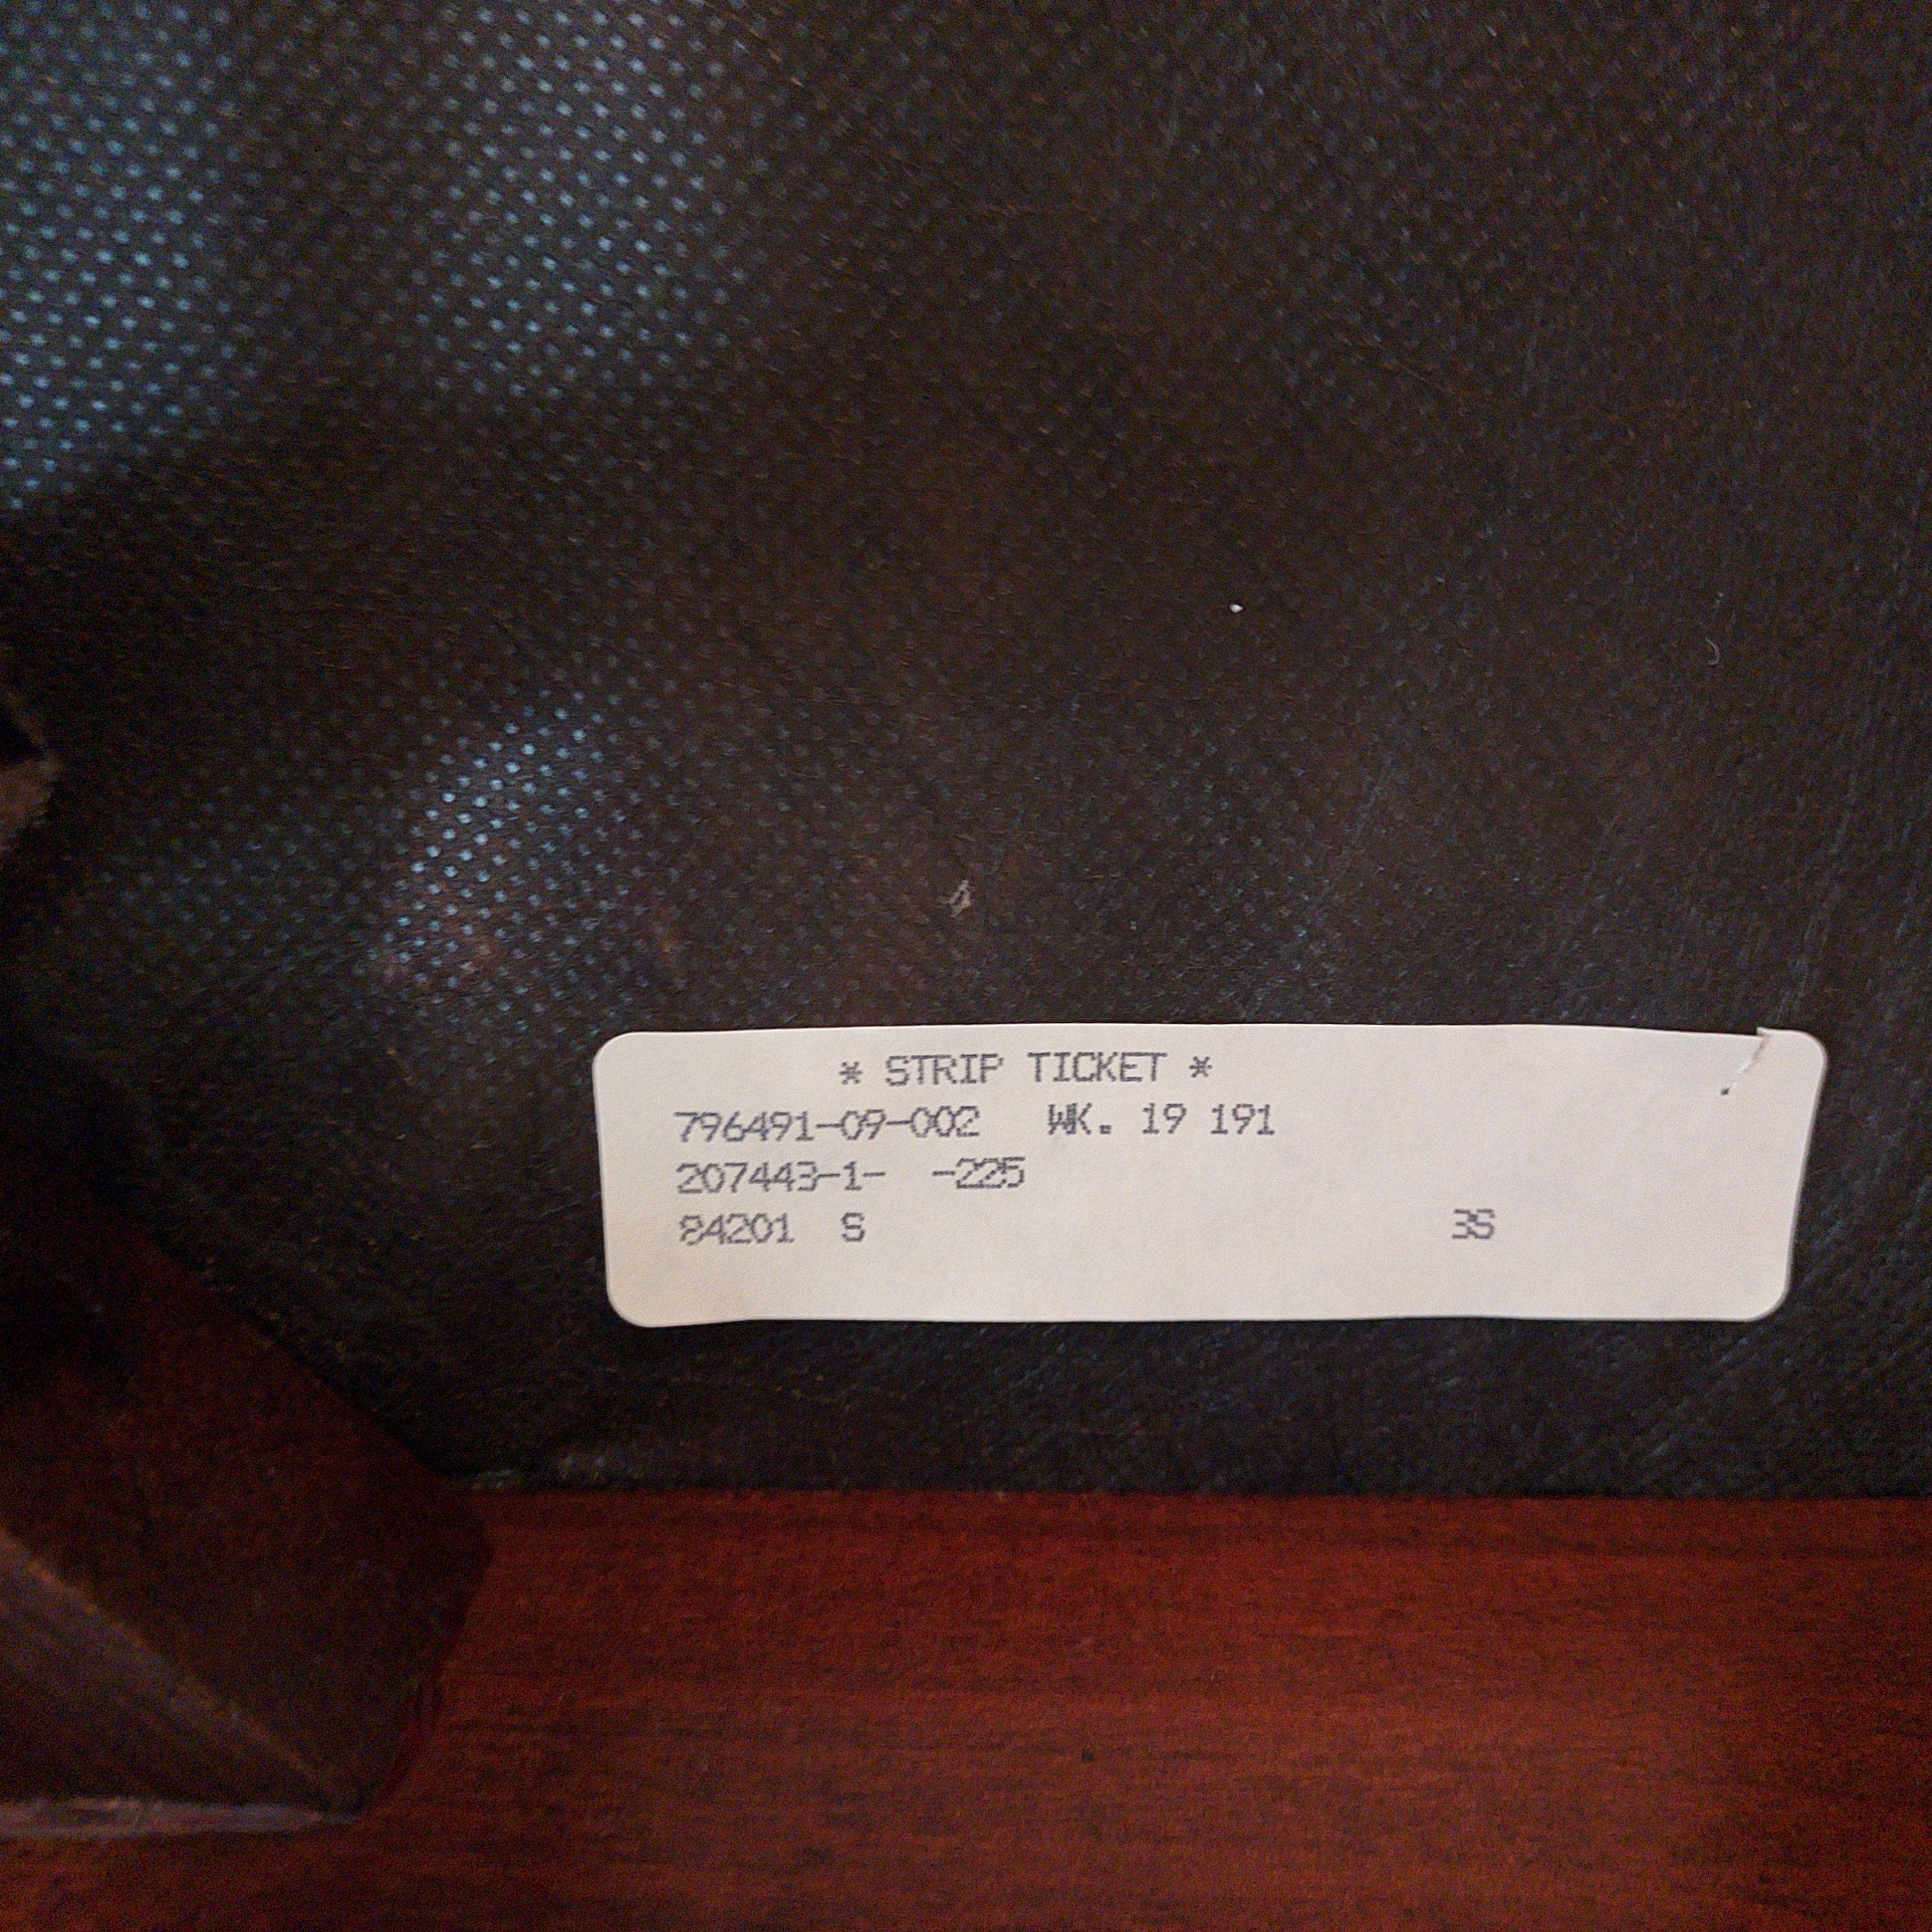 * STRIP TICKET *
796491-09-002 WK. 19 191
207443-1- -225
84201 S 3S